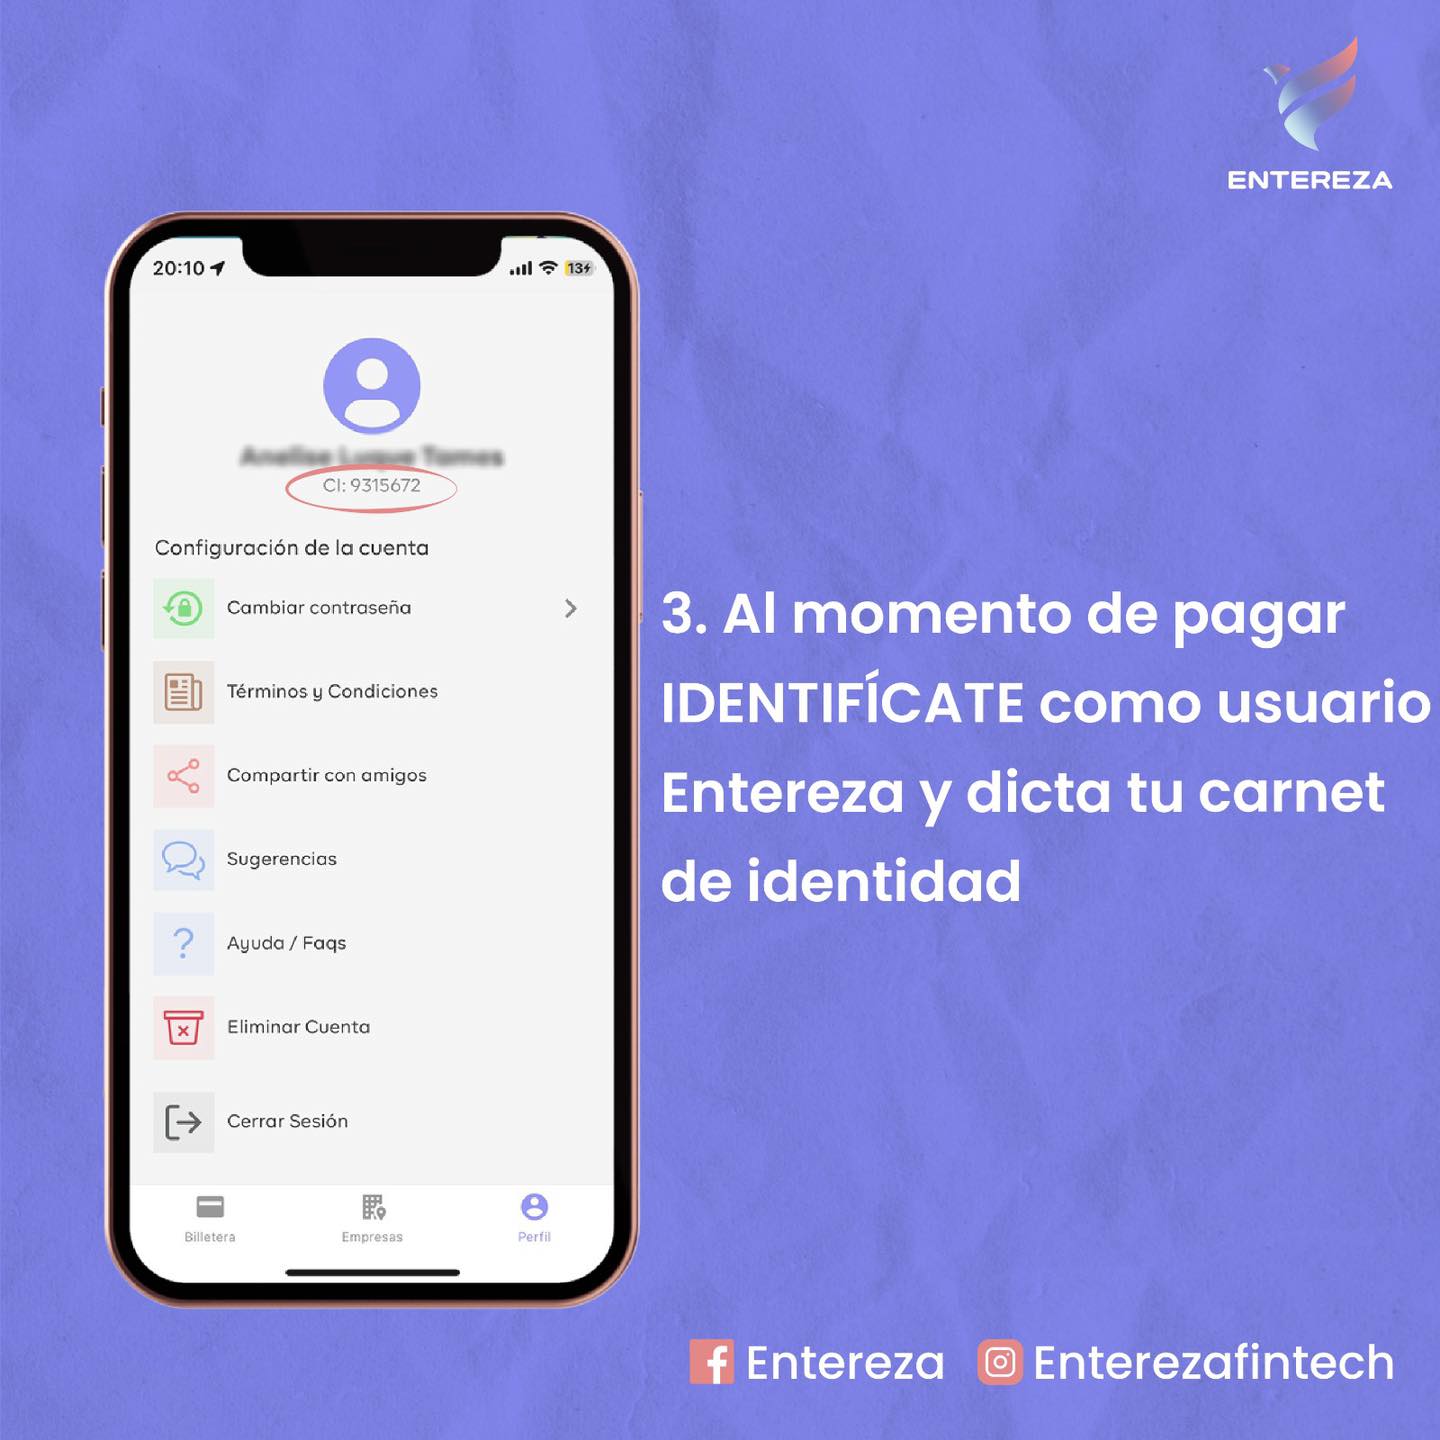 ENTEREZA
20:10
13
CI: 9315672
Configuración de la cuenta
Cambiar contraseña
Términos y Condiciones
Compartir con amigos
Sugerencias
Ayuda / Faqs
Eliminar Cuenta
Cerrar Sesión
Billetera
Empresas
Perfil
3. Al momento de pagar
IDENTIFÍCATE como usuario
Entereza y dicta tu carnet
de identidad
Entereza
Enterezafintech